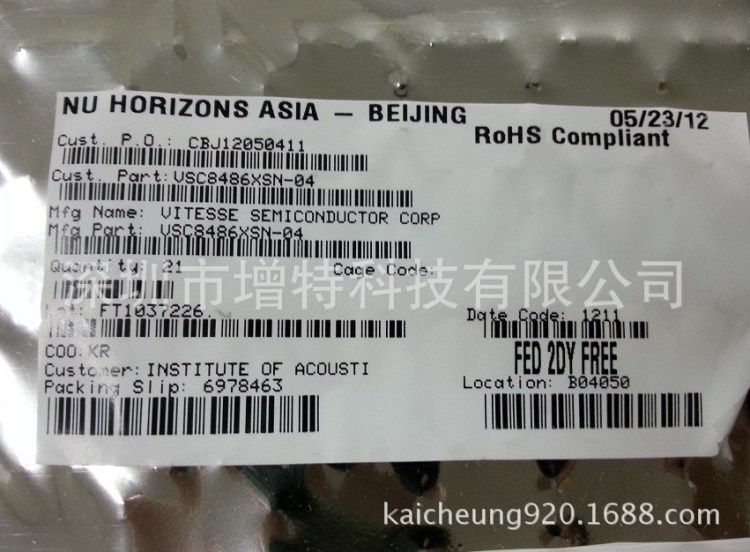 NU HORIZONS ASIA – BEIJING 05/23/12
Cust. P.O.: CBJ12050411 RoHS Compliant
Cust. Part: VSC8486XSN-04
Mfg Name: VITESSE SEMICONDUCTOR CORP
Mfg Part: VSC8486XSN-04
Quantity: 21 Cage Code:
深圳市增特科技有限公司
Lot: FT1037226. Date Code: 1211
COO: KR FED 2DY FREE
Customer: INSTITUTE OF ACOUSTI
Packing Slip: 6978463 Location: B04050
kaicheung920.1688.com